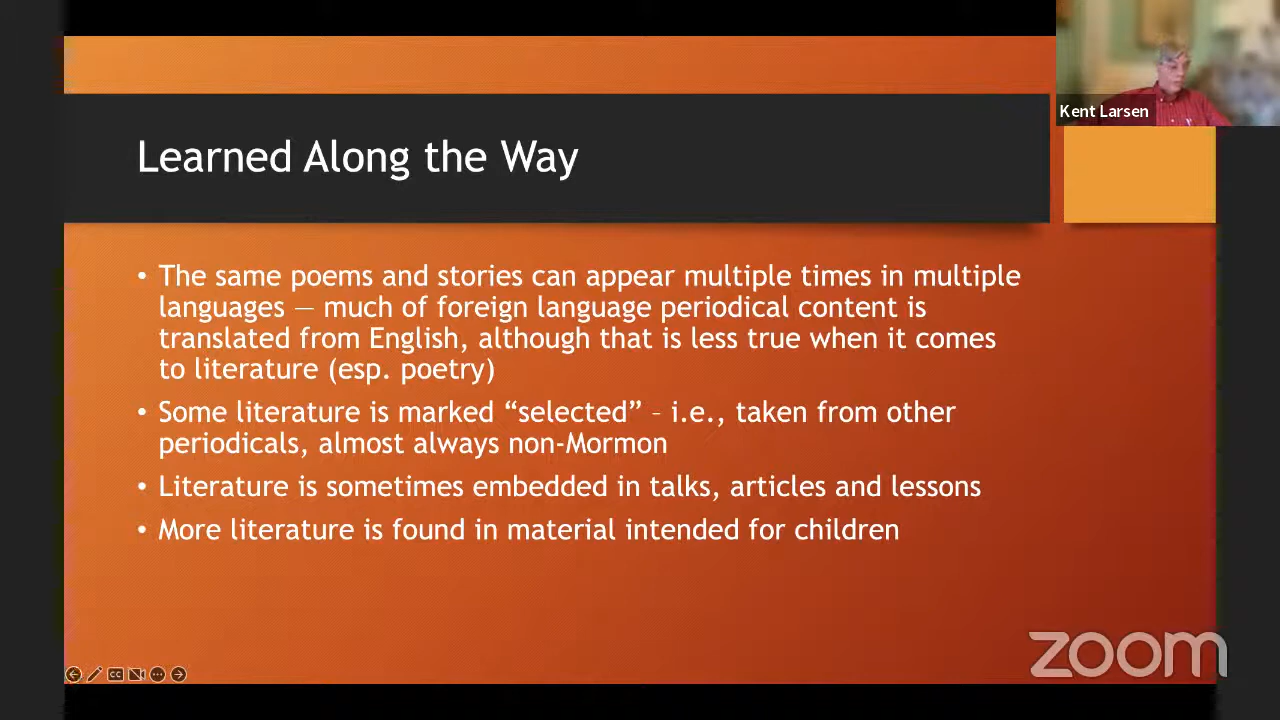 Kent Larsen
Learned Along the Way
• The same poems and stories can appear multiple times in multiple
languages — much of foreign language periodical content is
translated from English, although that is less true when it comes
to literature (esp. poetry)
• Some literature is marked “selected” – i.e., taken from other
periodicals, almost always non-Mormon
• Literature is sometimes embedded in talks, articles and lessons
• More literature is found in material intended for children
CC
zoom